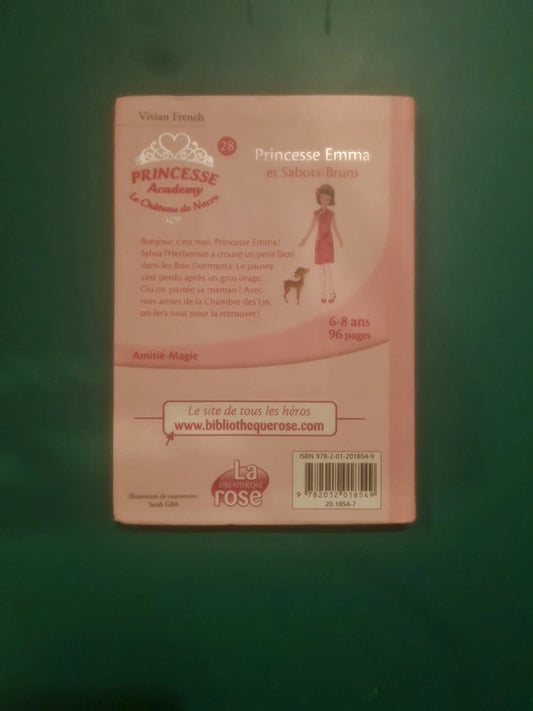 Vivian French
28
PRINCESSE
Academy
Le Château de Nacre
Princesse Emma
et Sabots-Bruns
Bonjour, c'est moi, Princesse Emma !
Sylvia l'Herboriste a trouvé un petit faon
dans les Bois Dormants. Le pauvre
s'est perdu après un gros orage...
Où est passée sa maman ? Avec
mes amies de la Chambre des Lys,
on fera tout pour la retrouver !
6-8 ans
96 pages
Amitié-Magie
Le site de tous les héros
www.bibliothequerose.com
La
BIBLIOTHÈQUE
rose
Illustration de couverture :
Sarah Gibb
ISBN 978-2-01-201854-9
9 782012 018549
20.1854-7